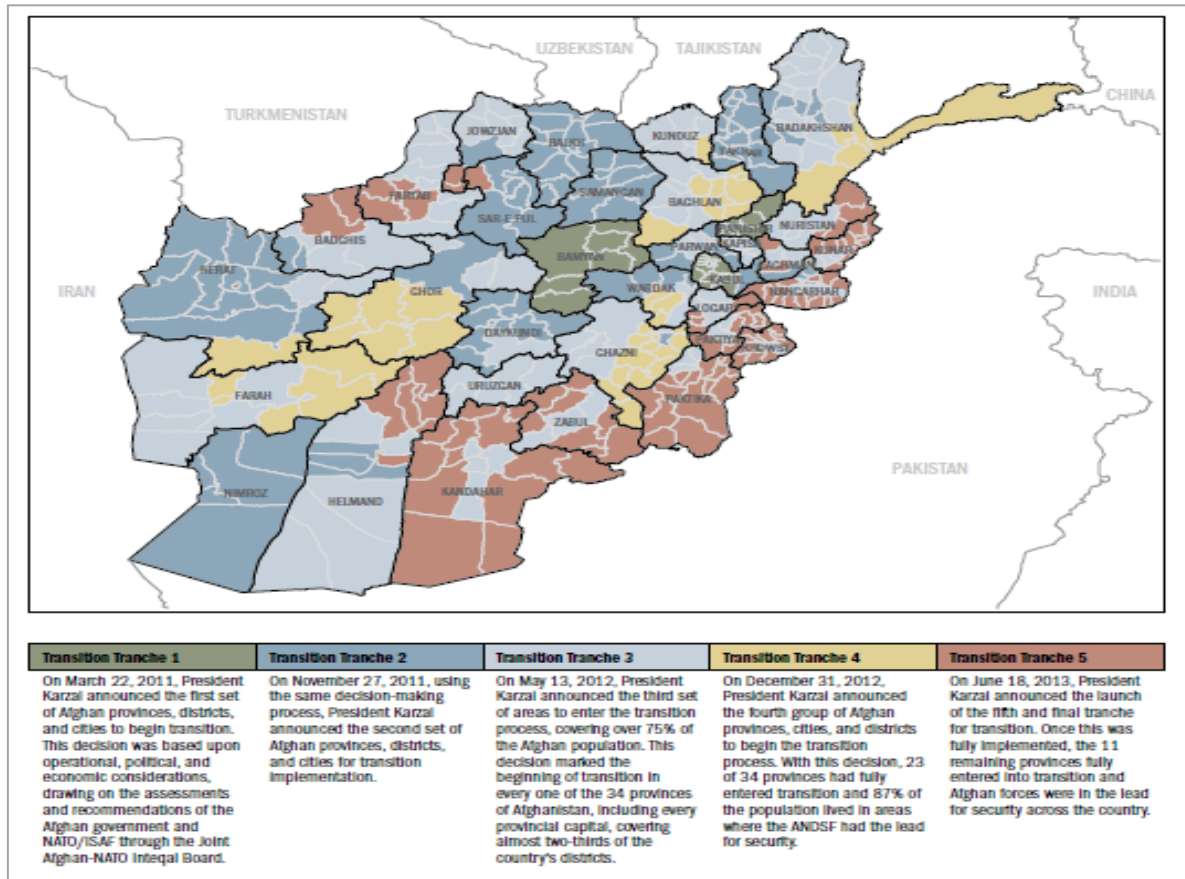 UZBEKISTAN
TAJIKISTAN
CHINA
TURKMENISTAN
JOWZJAN
BALKH
KUNDUZ
TAKHAR
BADAKHSHAN
FARYAB
SAMANGAN
BAGHLAN
SAR-E PUL
BADGHIS
PANJSHIR
NURISTAN
PARWAN
KAPISA
KUNAR
BAMYAN
LAGHMAN
HERAT
KABUL
IRAN
GHOR
WARDAK
NANGARHAR
INDIA
LOGAR
DAYKUNDI
PAKTIYA
KHOWST
GHAZNI
URUZGAN
FARAH
PAKTIKA
ZABUL
PAKISTAN
NIMROZ
HELMAND
KANDAHAR
Transition Tranche 1
On March 22, 2011, President
Karzai announced the first set
of Afghan provinces, districts,
and cities to begin transition.
This decision was based upon
operational, political, and
economic considerations,
drawing on the assessments
and recommendations of the
Afghan government and
NATO/ISAF through the Joint
Afghan-NATO Inteqal Board.
Transition Tranche 2
On November 27, 2011, using
the same decision-making
process, President Karzai
announced the second set of
Afghan provinces, districts,
and cities for transition
implementation.
Transition Tranche 3
On May 13, 2012, President
Karzai announced the third set
of areas to enter the transition
process, covering over 75% of
the Afghan population. This
decision marked the
beginning of transition in
every one of the 34 provinces
of Afghanistan, including every
provincial capital, covering
almost two-thirds of the
country's districts.
Transition Tranche 4
On December 31, 2012,
President Karzai announced
the fourth group of Afghan
provinces, cities, and districts
to begin the transition
process. With this decision, 23
of 34 provinces had fully
entered transition and 87% of
the population lived in areas
where the ANDSF had the lead
for security.
Transition Tranche 5
On June 18, 2013, President
Karzai announced the launch
of the fifth and final tranche
for transition. Once this was
fully implemented, the 11
remaining provinces fully
entered into transition and
Afghan forces were in the lead
for security across the country.